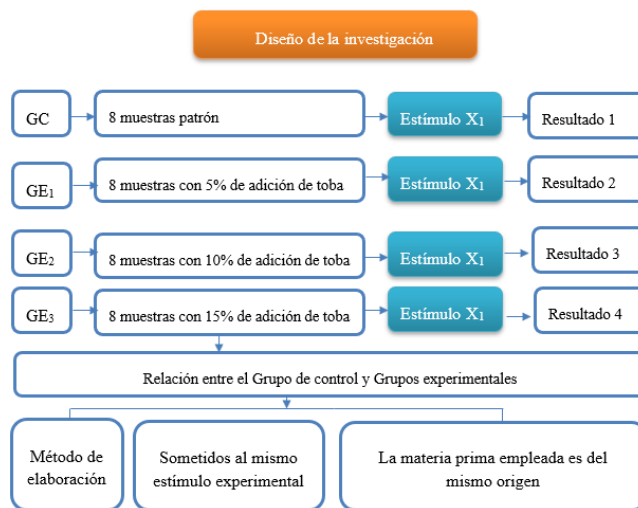 Diseño de la investigación
GC 8 muestras patrón Estímulo X₁ Resultado 1
GE₁ 8 muestras con 5% de adición de toba Estímulo X₁ Resultado 2
GE₂ 8 muestras con 10% de adición de toba Estímulo X₁ Resultado 3
GE₃ 8 muestras con 15% de adición de toba Estímulo X₁ Resultado 4
Relación entre el Grupo de control y Grupos experimentales
Método de
elaboración
Sometidos al mismo
estímulo experimental
La materia prima empleada es del
mismo origen